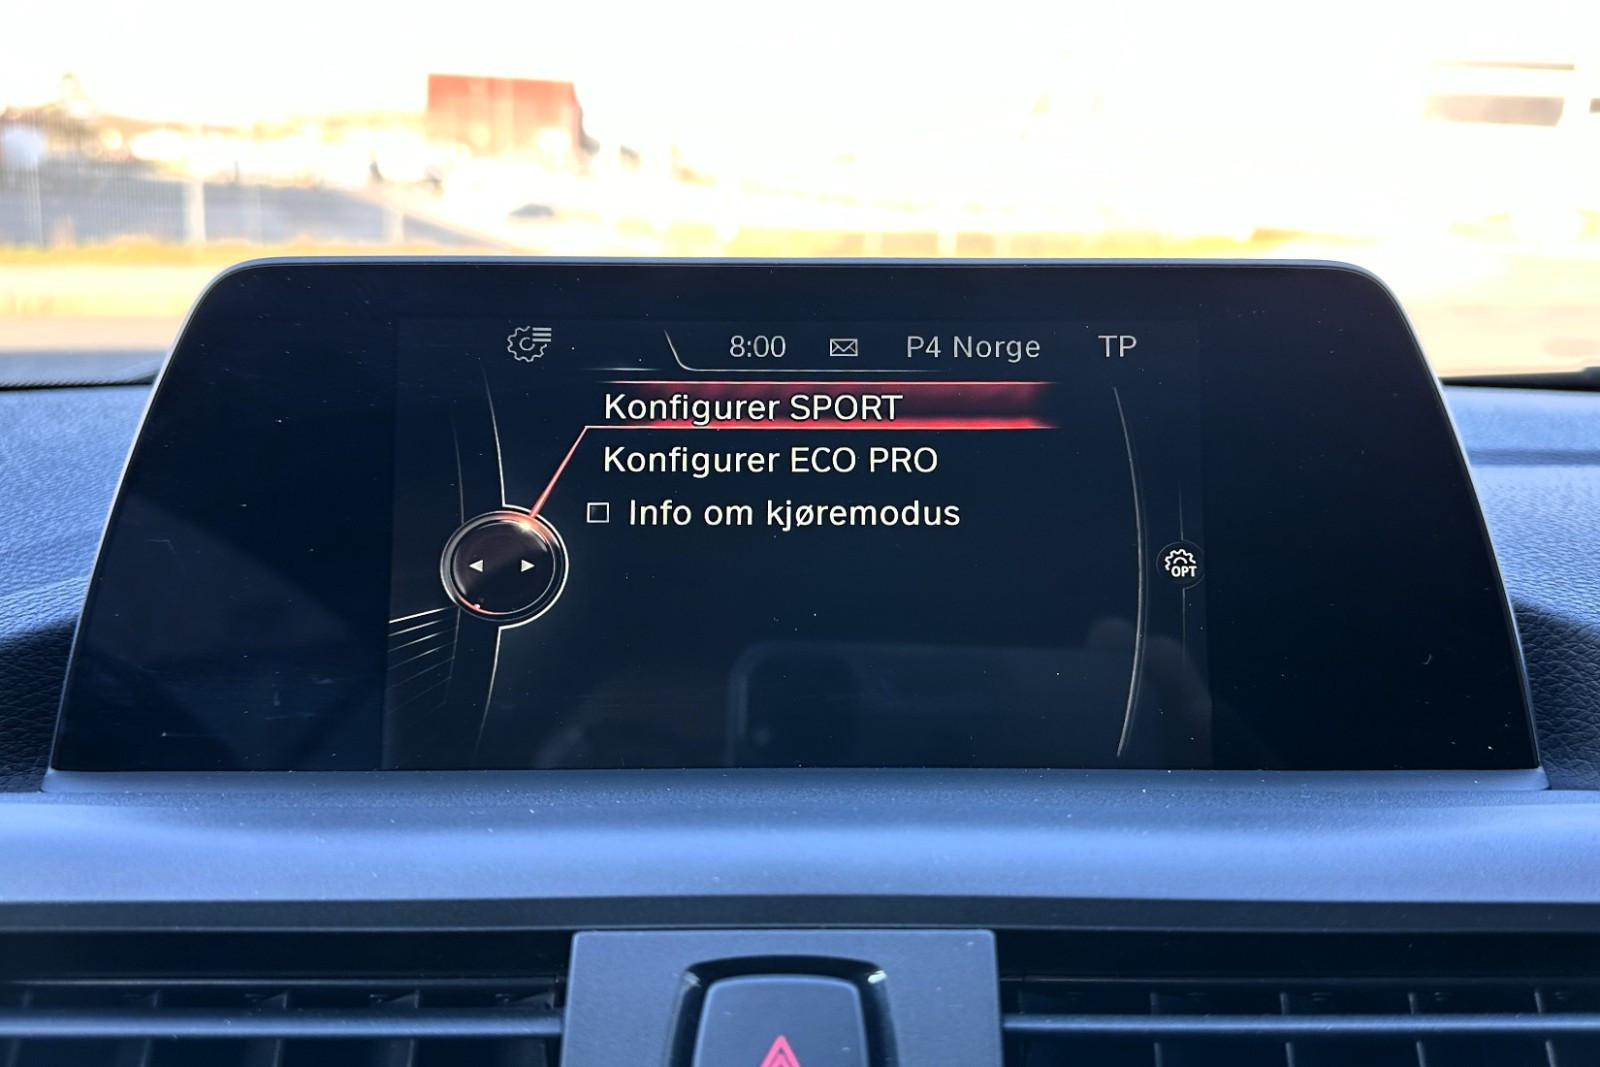 8:00 P4 Norge TP
Konfigurer SPORT
Konfigurer ECO PRO
Info om kjøremodus
OPT